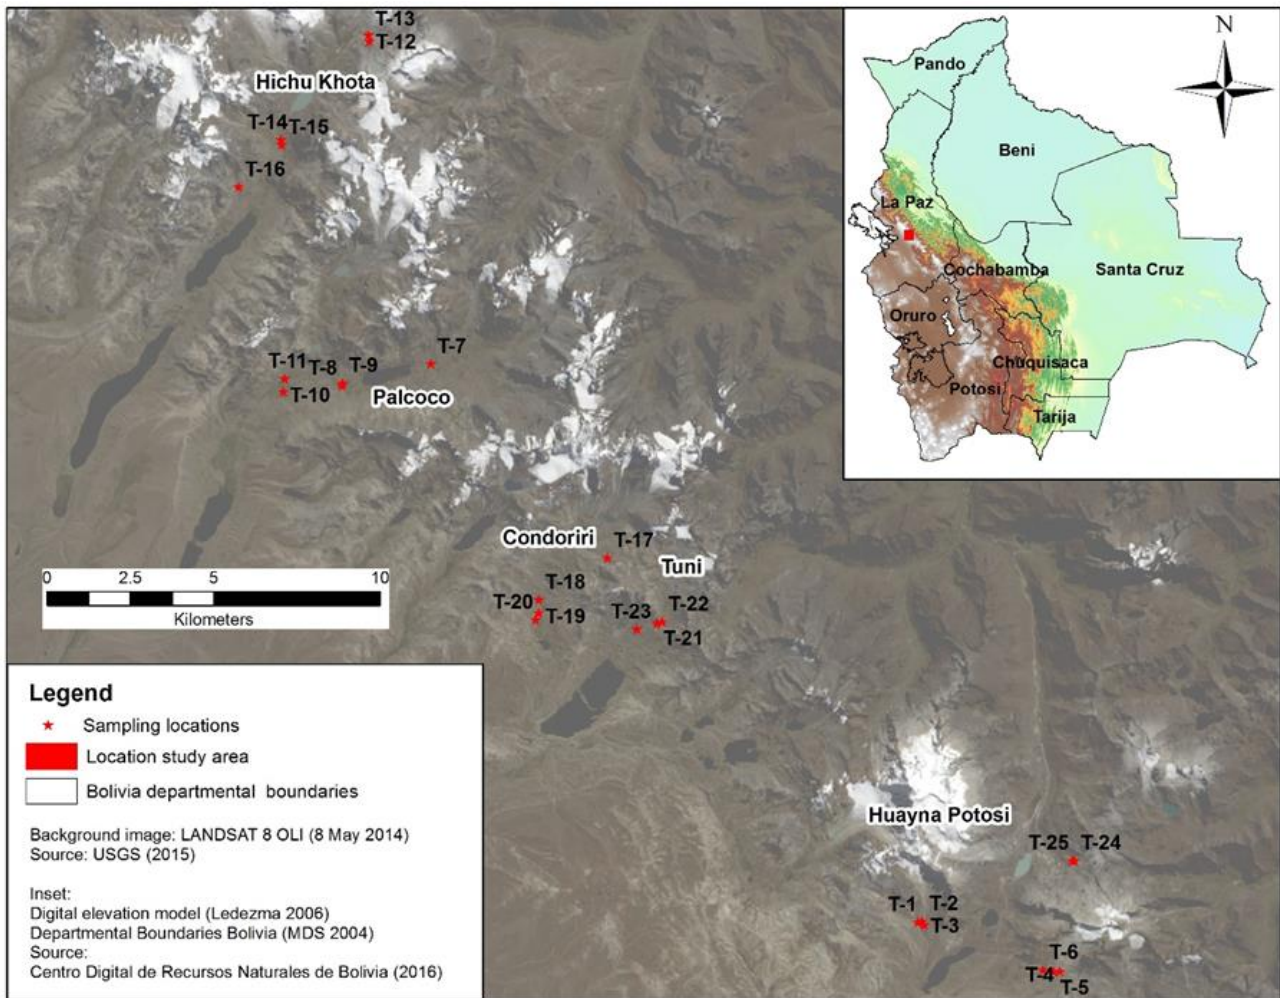 T-13
T-12
Hichu Khota
T-14
T-15
T-16
T-11
T-8
T-9
T-7
T-10
Palcoco
Condoriri
T-17
Tuni
T-18
T-20
T-19
T-23
T-22
T-21
Huayna Potosi
T-25
T-24
T-1
T-2
T-3
T-6
T-4
T-5
0
2.5
5
10
Kilometers
N
Pando
Beni
La Paz
Cochabamba
Santa Cruz
Oruro
Chuquisaca
Potosi
Tarija
Legend
Sampling locations
Location study area
Bolivia departmental boundaries
Background image: LANDSAT 8 OLI (8 May 2014)
Source: USGS (2015)
Inset:
Digital elevation model (Ledezma 2006)
Departmental Boundaries Bolivia (MDS 2004)
Source:
Centro Digital de Recursos Naturales de Bolivia (2016)